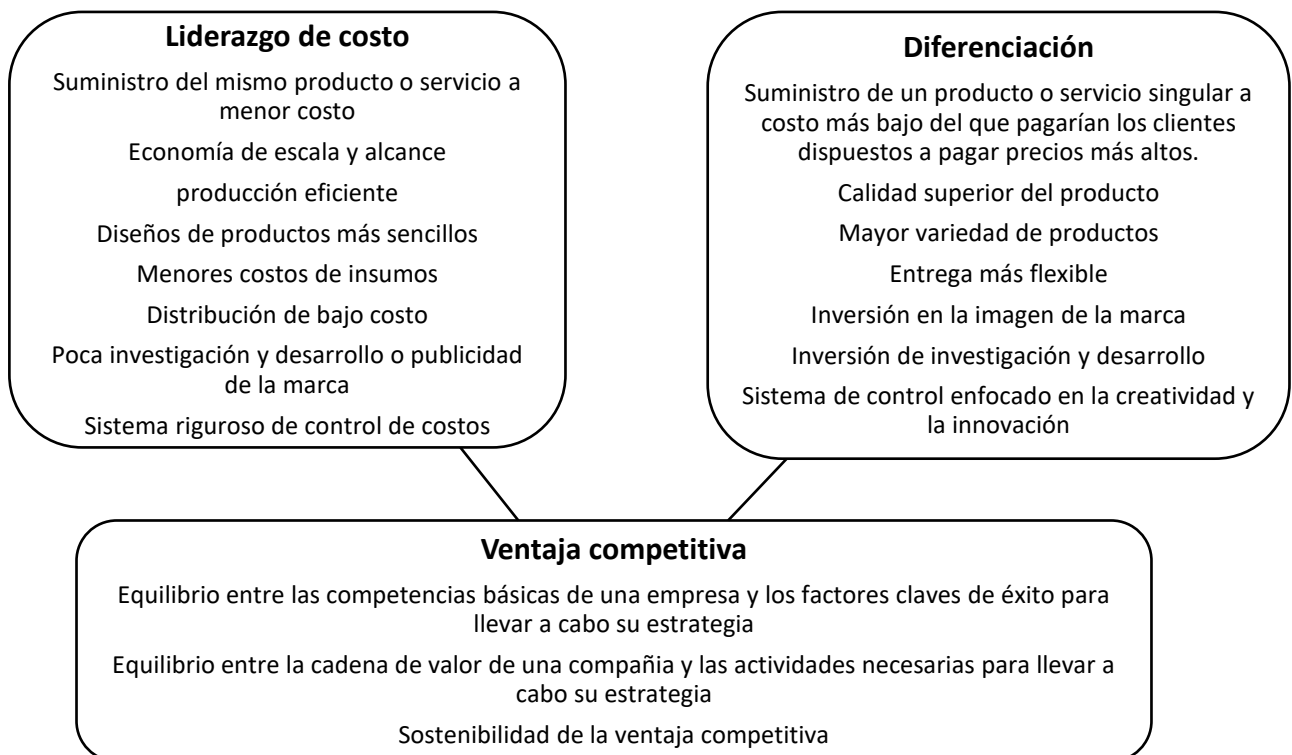 Liderazgo de costo
Suministro del mismo producto o servicio a
menor costo
Economía de escala y alcance
producción eficiente
Diseños de productos más sencillos
Menores costos de insumos
Distribución de bajo costo
Poca investigación y desarrollo o publicidad
de la marca
Sistema riguroso de control de costos
Diferenciación
Suministro de un producto o servicio singular a
costo más bajo del que pagarían los clientes
dispuestos a pagar precios más altos.
Calidad superior del producto
Mayor variedad de productos
Entrega más flexible
Inversión en la imagen de la marca
Inversión de investigación y desarrollo
Sistema de control enfocado en la creatividad y
la innovación
Ventaja competitiva
Equilibrio entre las competencias básicas de una empresa y los factores claves de éxito para
llevar a cabo su estrategia
Equilibrio entre la cadena de valor de una compañia y las actividades necesarias para llevar a
cabo su estrategia
Sostenibilidad de la ventaja competitiva